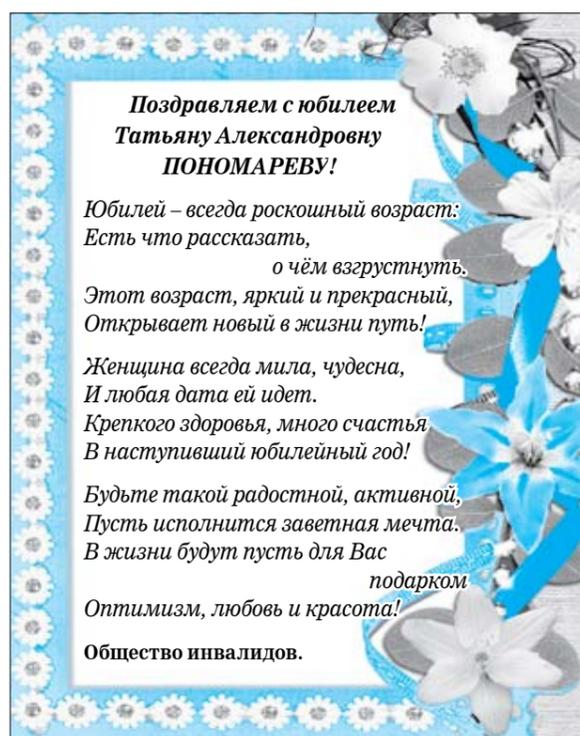 Поздравляем с юбилеем
Татьяну Александровну
ПОНОМАРЕВУ!
Юбилей – всегда роскошный возраст:
Есть что рассказать,
о чём взгрустнуть.
Этот возраст, яркий и прекрасный,
Открывает новый в жизни путь!
Женщина всегда мила, чудесна,
И любая дата ей идет.
Крепкого здоровья, много счастья
В наступивший юбилейный год!
Будьте такой радостной, активной,
Пусть исполнится заветная мечта.
В жизни будут пусть для Вас
подарком
Оптимизм, любовь и красота!
Общество инвалидов.